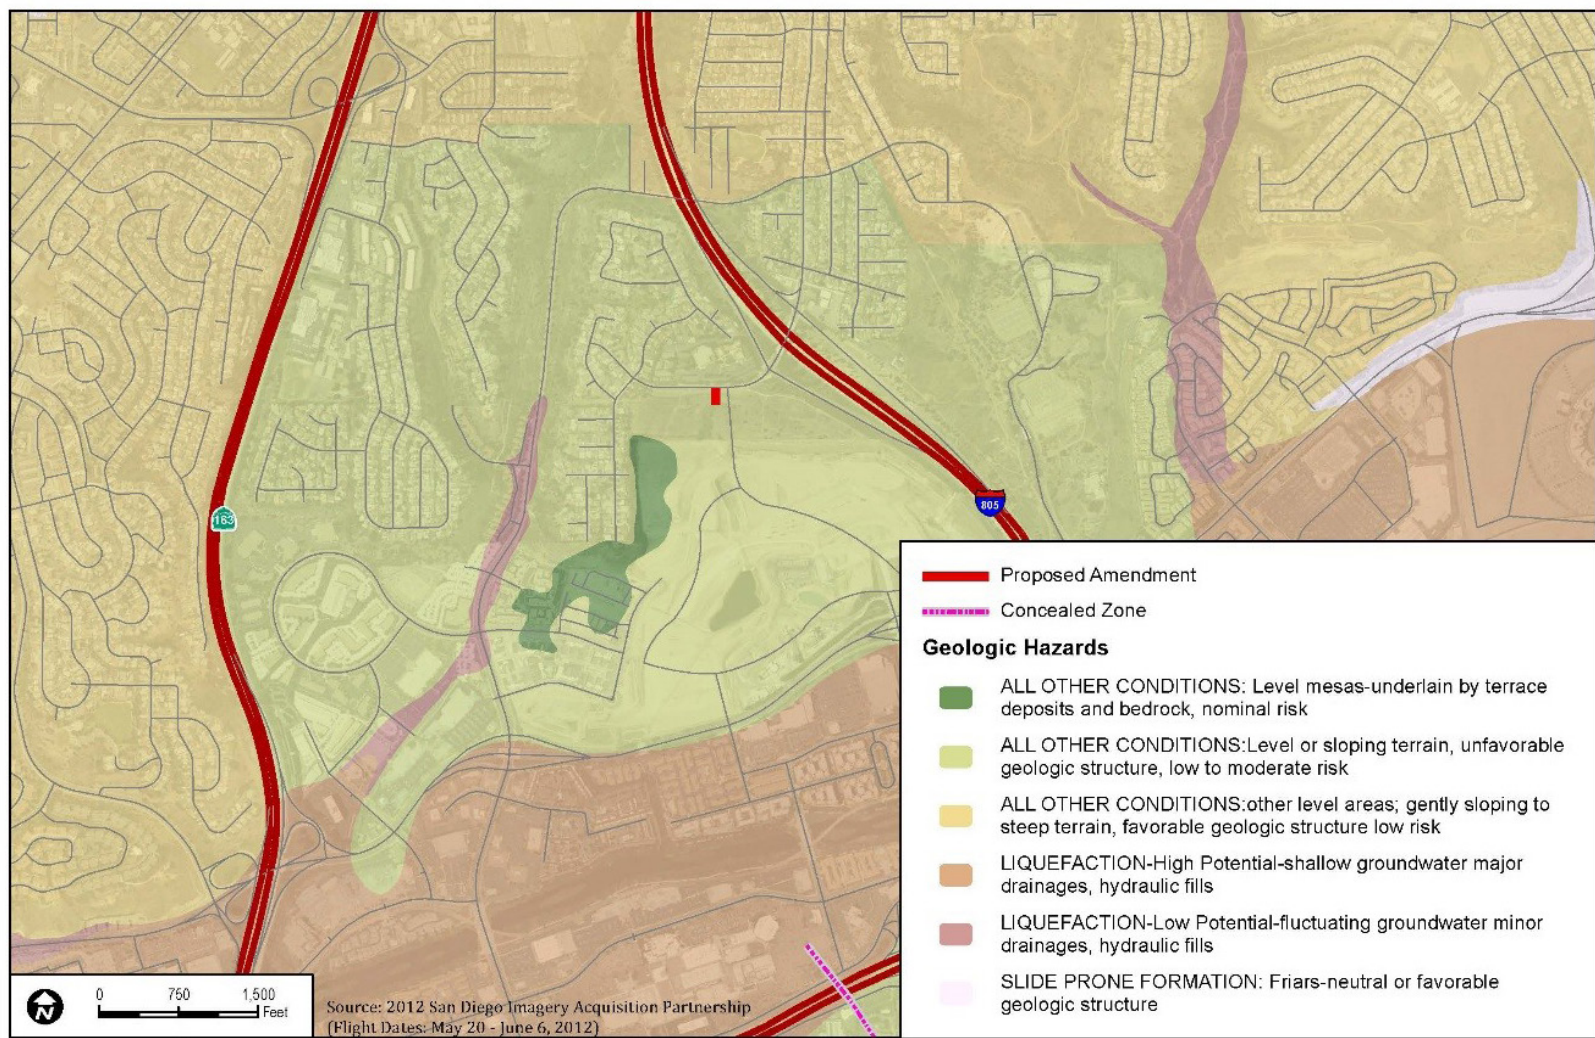 163
805
Proposed Amendment
Concealed Zone
Geologic Hazards
ALL OTHER CONDITIONS: Level mesas-underlain by terrace
deposits and bedrock, nominal risk
ALL OTHER CONDITIONS:Level or sloping terrain, unfavorable
geologic structure, low to moderate risk
ALL OTHER CONDITIONS:other level areas; gently sloping to
steep terrain, favorable geologic structure low risk
LIQUEFACTION-High Potential-shallow groundwater major
drainages, hydraulic fills
LIQUEFACTION-Low Potential-fluctuating groundwater minor
drainages, hydraulic fills
SLIDE PRONE FORMATION: Friars-neutral or favorable
geologic structure
N
0 750 1,500
Feet
Source: 2012 San Diego Imagery Acquisition Partnership
(Flight Dates: May 20 - June 6, 2012)